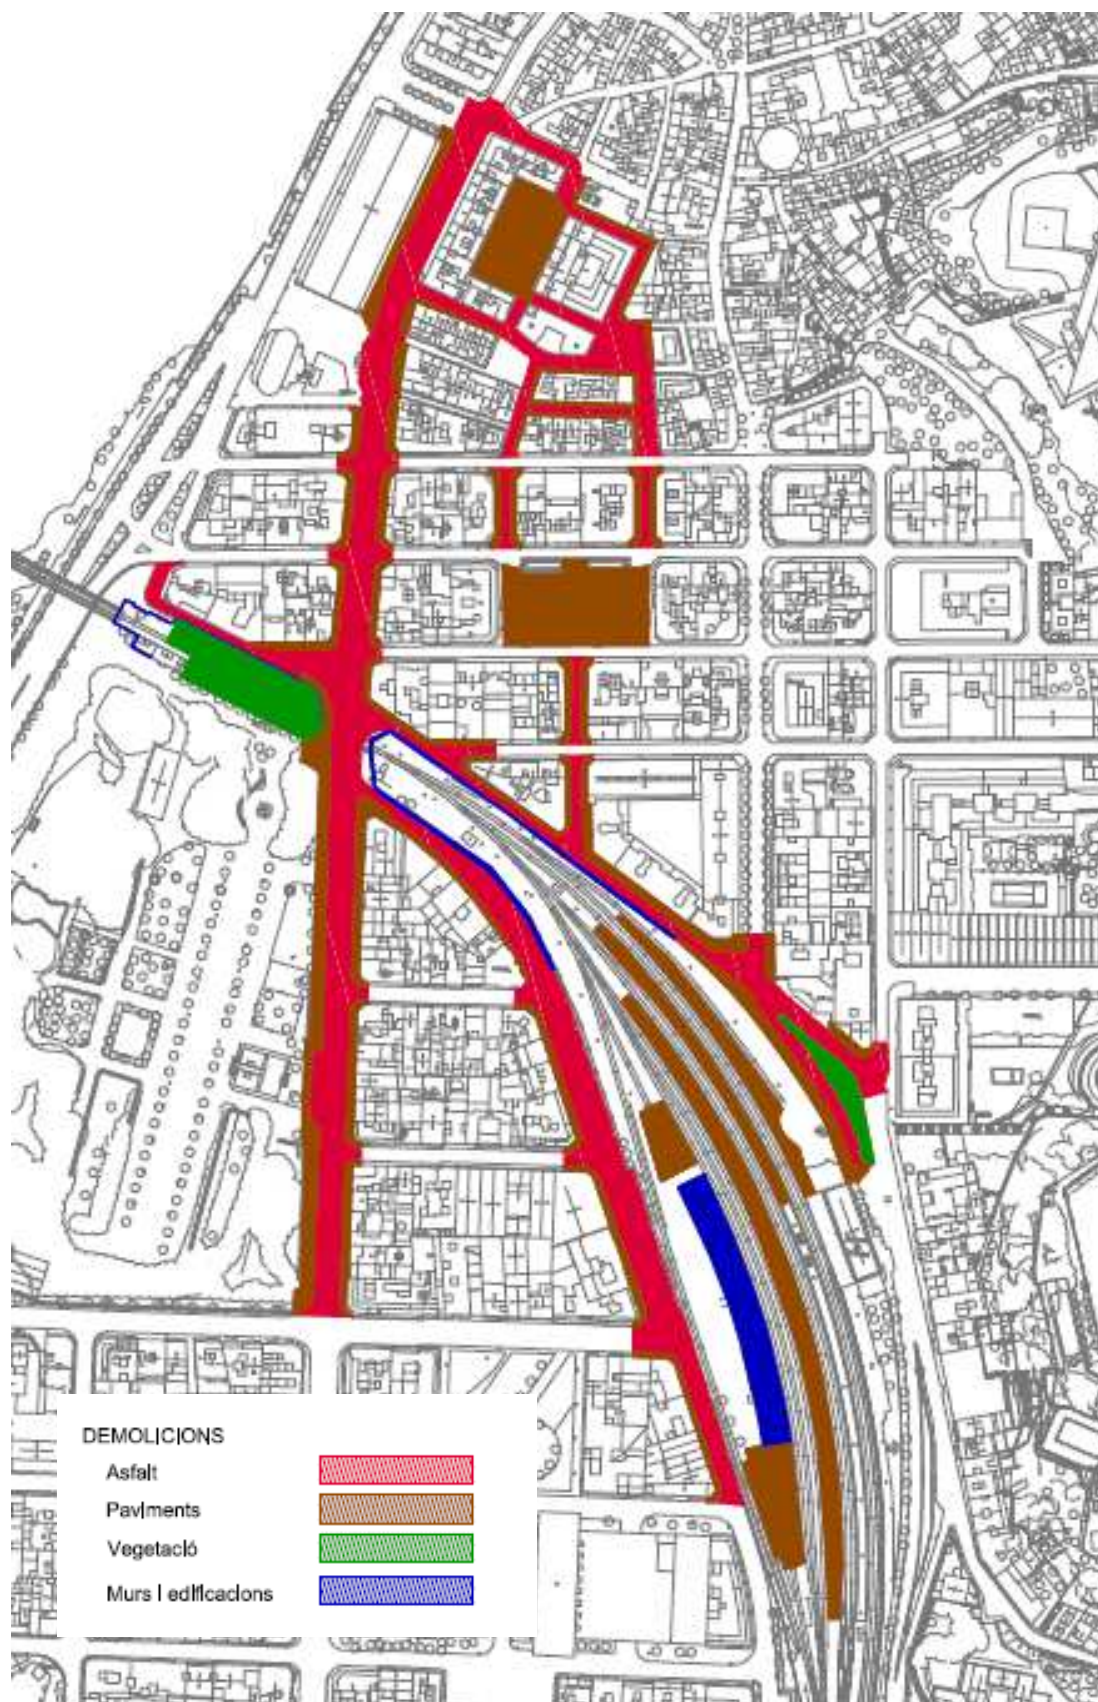 DEMOLICIONS
Asfalt
Paviments
Vegetació
Murs i edificacions